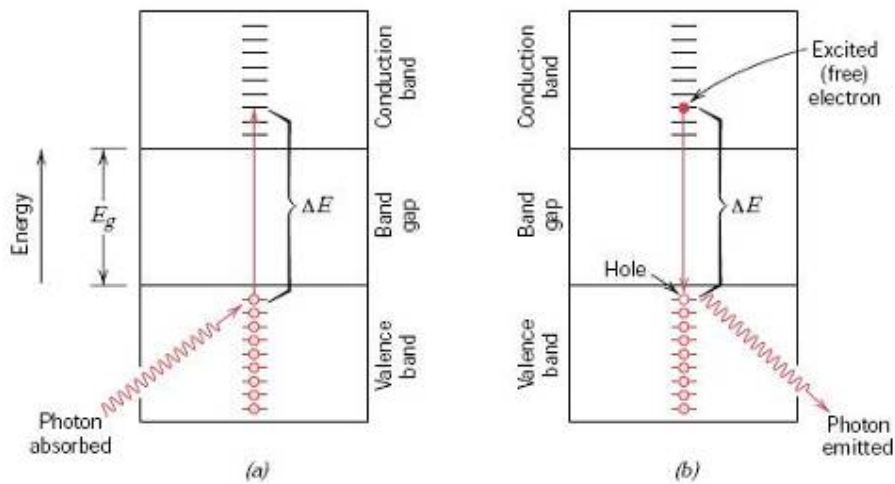 Energy
E_g
Conduction
band
Band
gap
Valence
band
ΔE
Photon
absorbed
(a)
Conduction
band
Band
gap
Valence
band
Excited
(free)
electron
ΔE
Hole
Photon
emitted
(b)